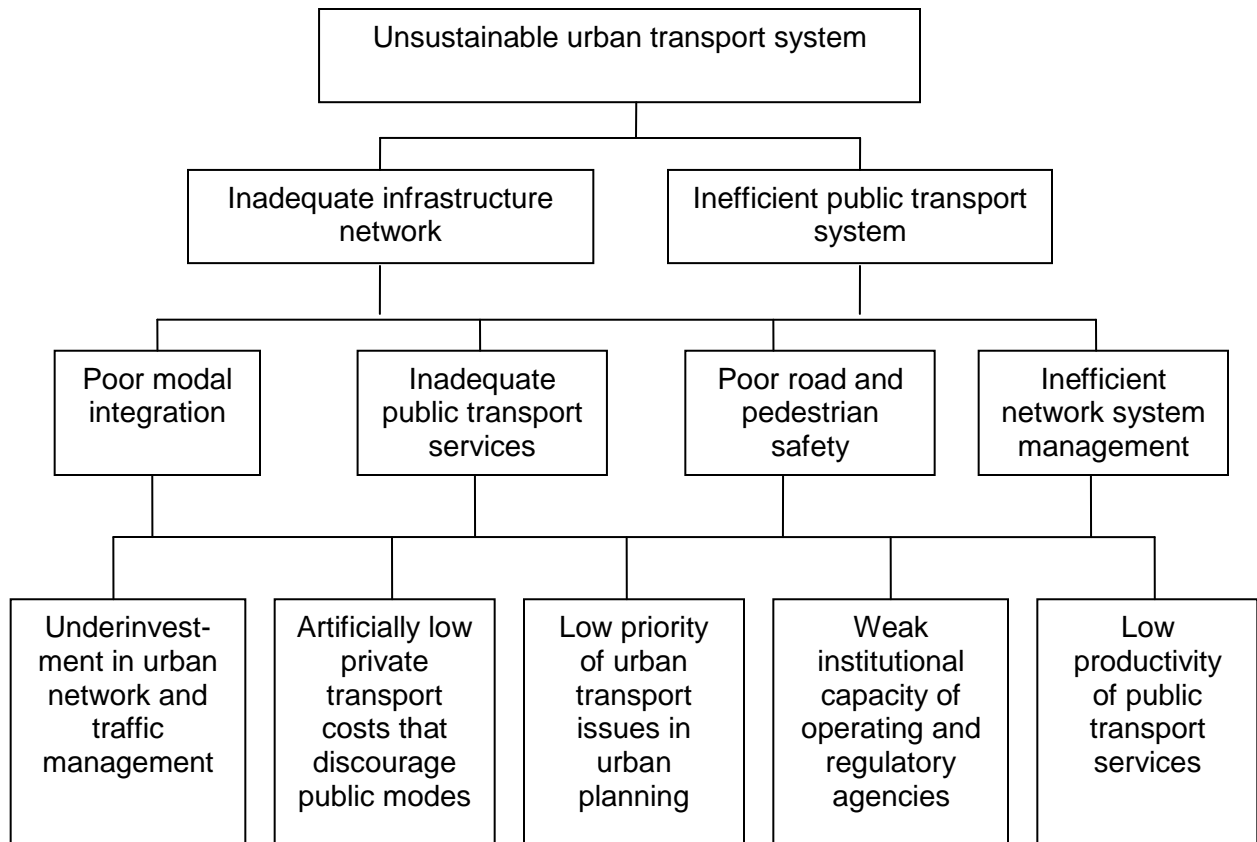 Unsustainable urban transport system
Inadequate infrastructure
network
Inefficient public transport
system
Poor modal
integration
Inadequate
public transport
services
Poor road and
pedestrian
safety
Inefficient
network system
management
Underinvest-
ment in urban
network and
traffic
management
Artificially low
private
transport
costs that
discourage
public modes
Low priority
of urban
transport
issues in
urban
planning
Weak
institutional
capacity of
operating and
regulatory
agencies
Low
productivity
of public
transport
services